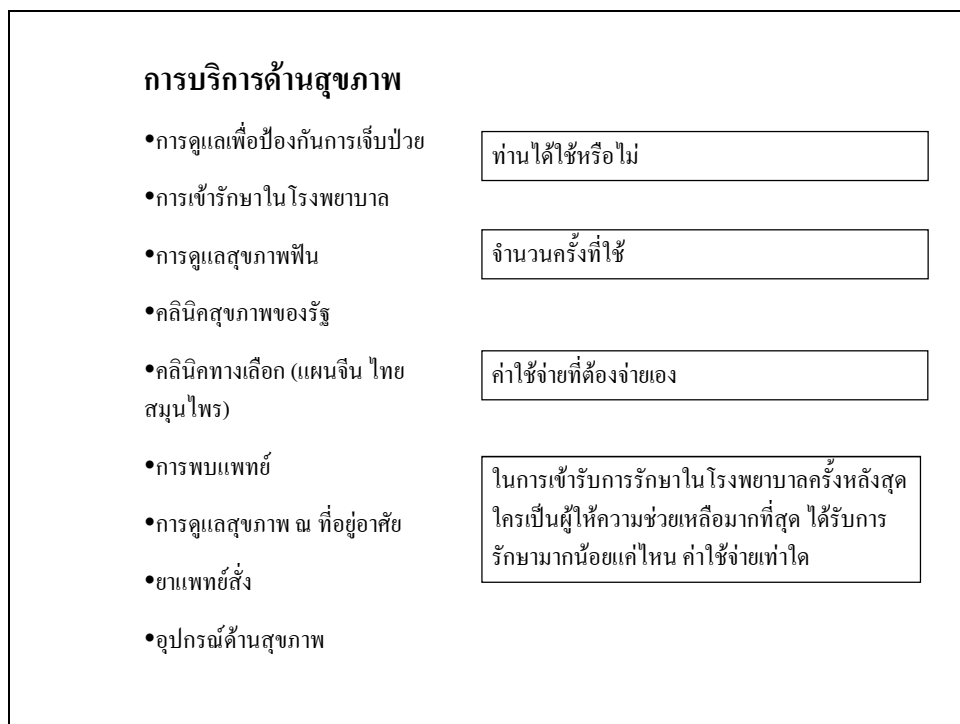 การบริการด้านสุขภาพ
•การดูแลเพื่อป้องกันการเจ็บป่วย
•การเข้ารักษาในโรงพยาบาล
•การดูแลสุขภาพฟัน
•คลินิคสุขภาพของรัฐ
•คลินิคทางเลือก (แผนจีน ไทย
สมุนไพร)
•การพบแพทย์
•การดูแลสุขภาพ ณ ที่อยู่อาศัย
•ยาแพทย์สั่ง
•อุปกรณ์ด้านสุขภาพ
ท่านได้ใช้หรือไม่
จำนวนครั้งที่ใช้
ค่าใช้จ่ายที่ต้องจ่ายเอง
ในการเข้ารับการรักษาในโรงพยาบาลครั้งหลังสุด
ใครเป็นผู้ให้ความช่วยเหลือมากที่สุด ได้รับการ
รักษามากน้อยแค่ไหน ค่าใช้จ่ายเท่าใด